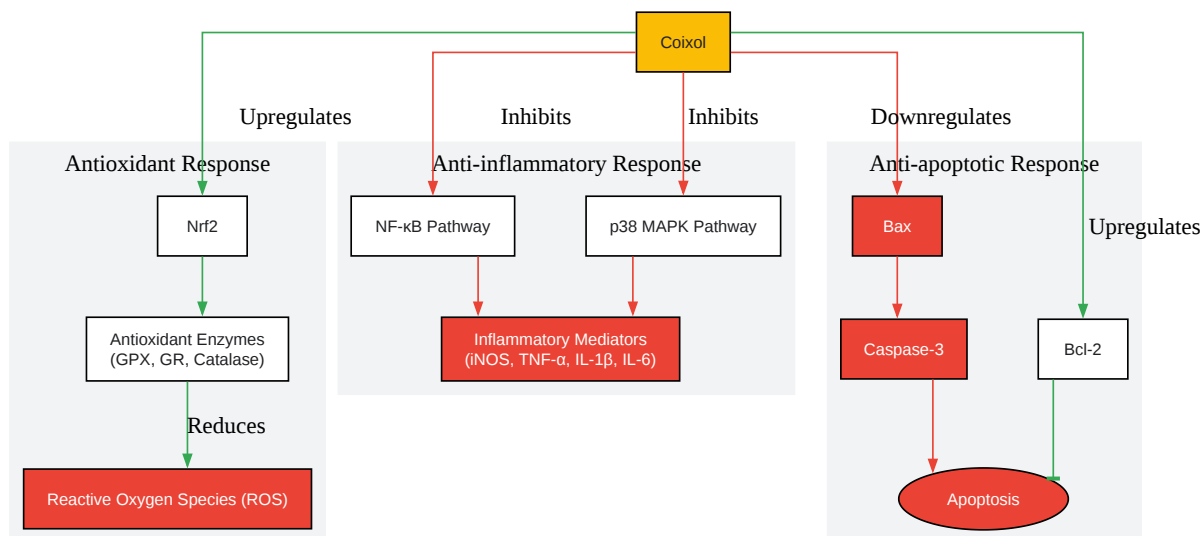 Coixol
Upregulates
Inhibits
Inhibits
Downregulates
Antioxidant Response
Anti-inflammatory Response
Anti-apoptotic Response
Nrf2
NF-κB Pathway
p38 MAPK Pathway
Bax
Upregulates
Antioxidant Enzymes
(GPX, GR, Catalase)
Inflammatory Mediators
(iNOS, TNF-α, IL-1β, IL-6)
Caspase-3
Bcl-2
Reduces
Reactive Oxygen Species (ROS)
Apoptosis